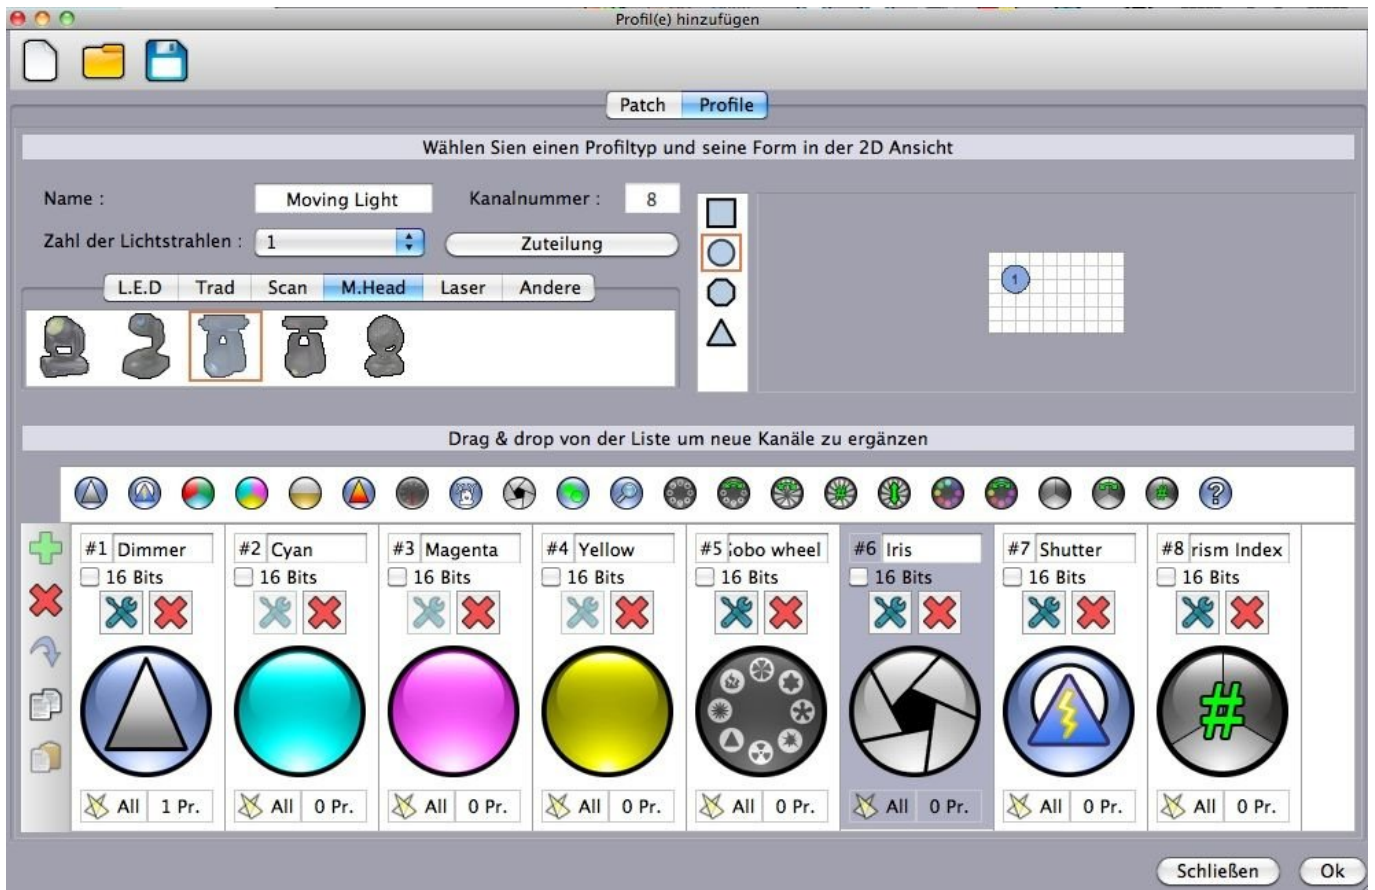 Profil(e) hinzufügen
Patch Profile
Wählen Sien einen Profiltyp und seine Form in der 2D Ansicht
Name : Moving Light Kanalnummer : 8
Zahl der Lichtstrahlen : 1 Zuteilung
L.E.D Trad Scan M.Head Laser Andere
1
Drag & drop von der Liste um neue Kanäle zu ergänzen
#1 Dimmer #2 Cyan #3 Magenta #4 Yellow #5 obo wheel #6 Iris #7 Shutter #8 rism Index
16 Bits 16 Bits 16 Bits 16 Bits 16 Bits 16 Bits 16 Bits 16 Bits
All 1 Pr. All 0 Pr. All 0 Pr. All 0 Pr. All 0 Pr. All 0 Pr. All 0 Pr. All 0 Pr.
Schließen Ok